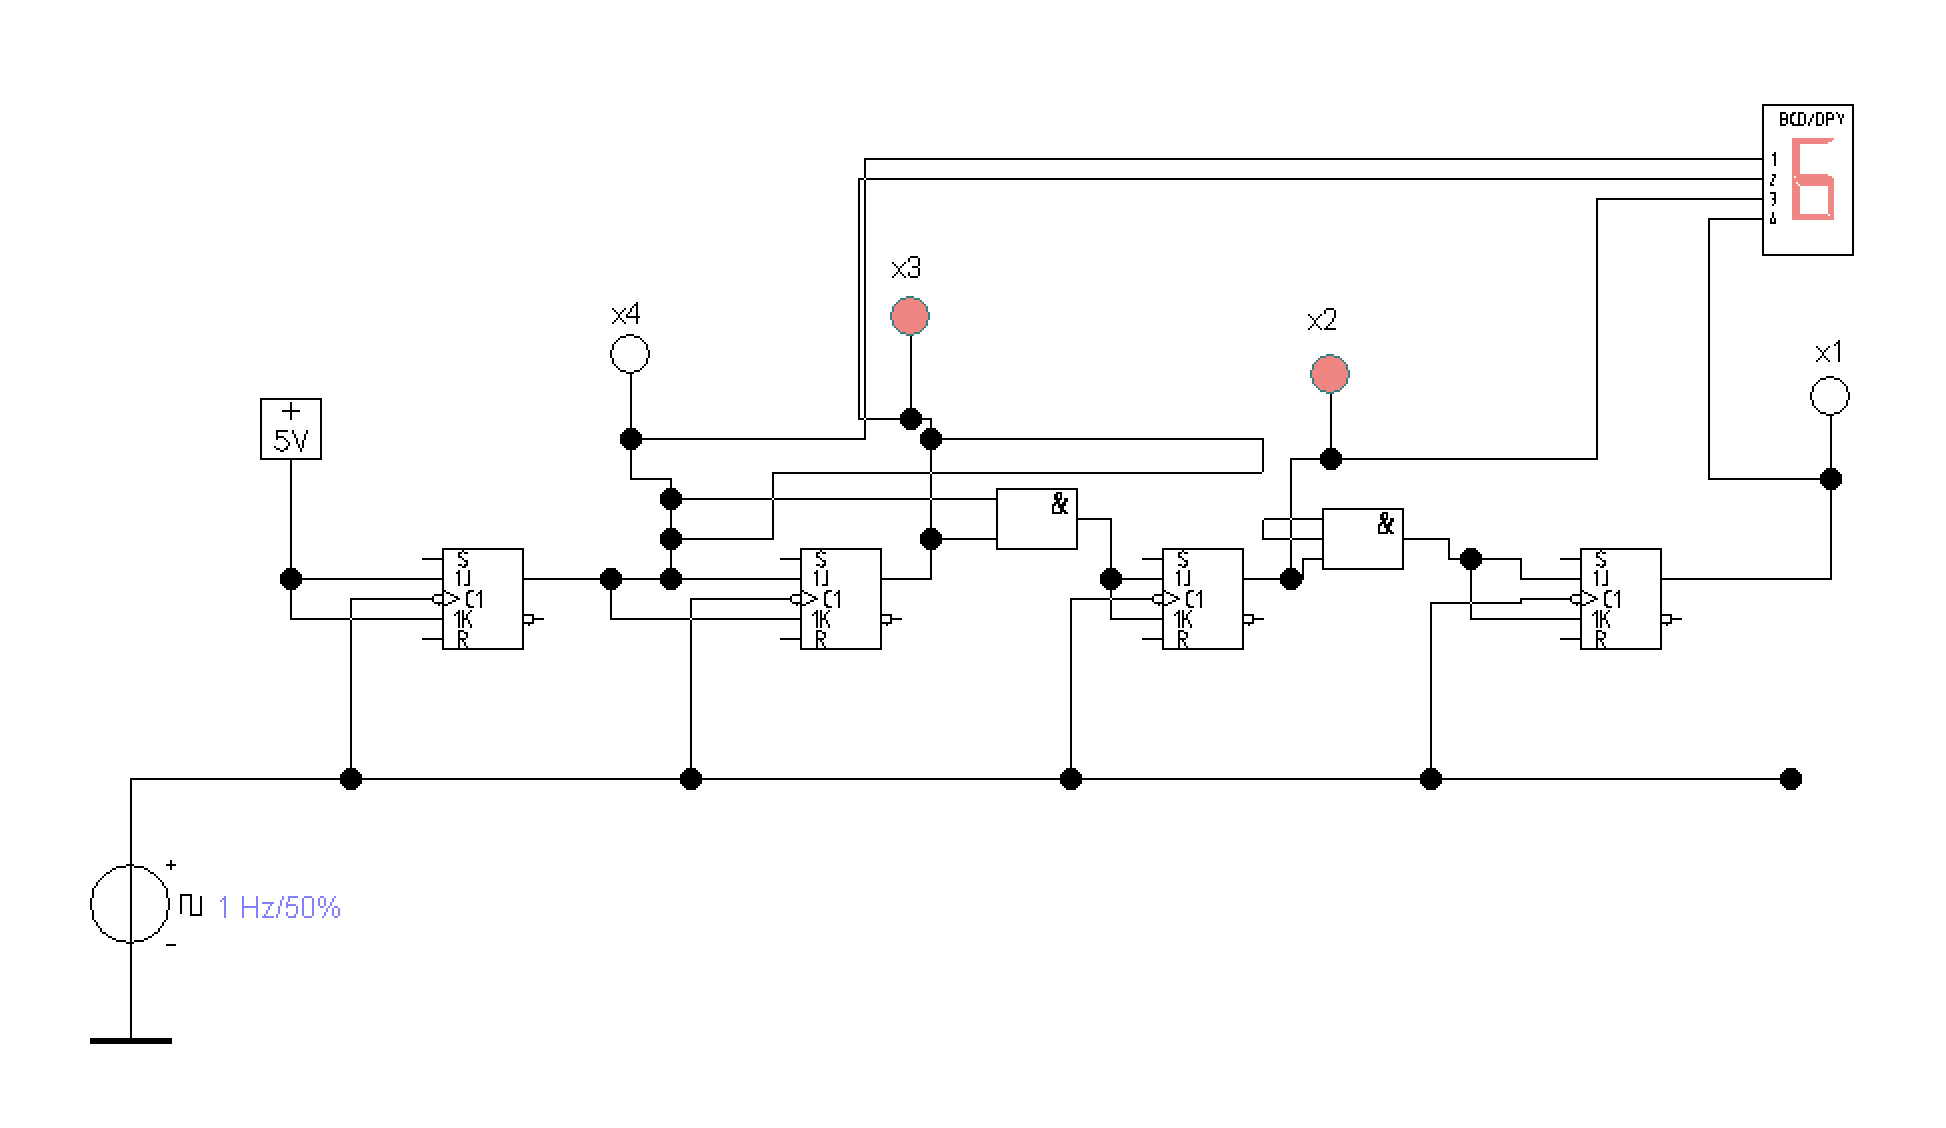 BCD/DPY
1
2
3
6
x3
x4
x2
x1
+
5V
&
&
S
1J
C1
1K
R
S
1J
C1
1K
R
S
1J
C1
1K
R
S
1J
C1
1K
R
+
1 Hz/50%
−